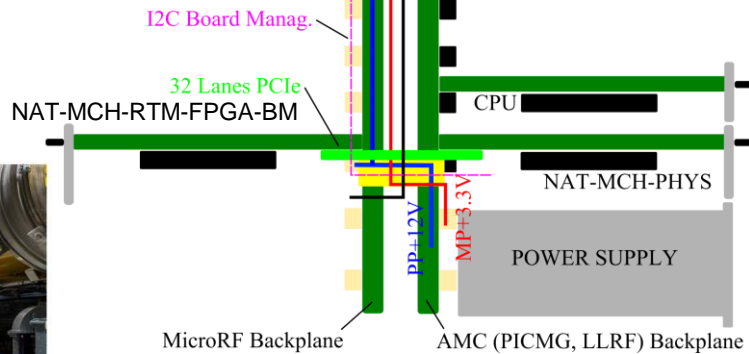 I2C Board Manag.
32 Lanes PCIe
NAT-MCH-RTM-FPGA-BM
CPU
NAT-MCH-PHYS
PP+12V
MP+3.3V
POWER SUPPLY
MicroRF Backplane
AMC (PICMG, LLRF) Backplane